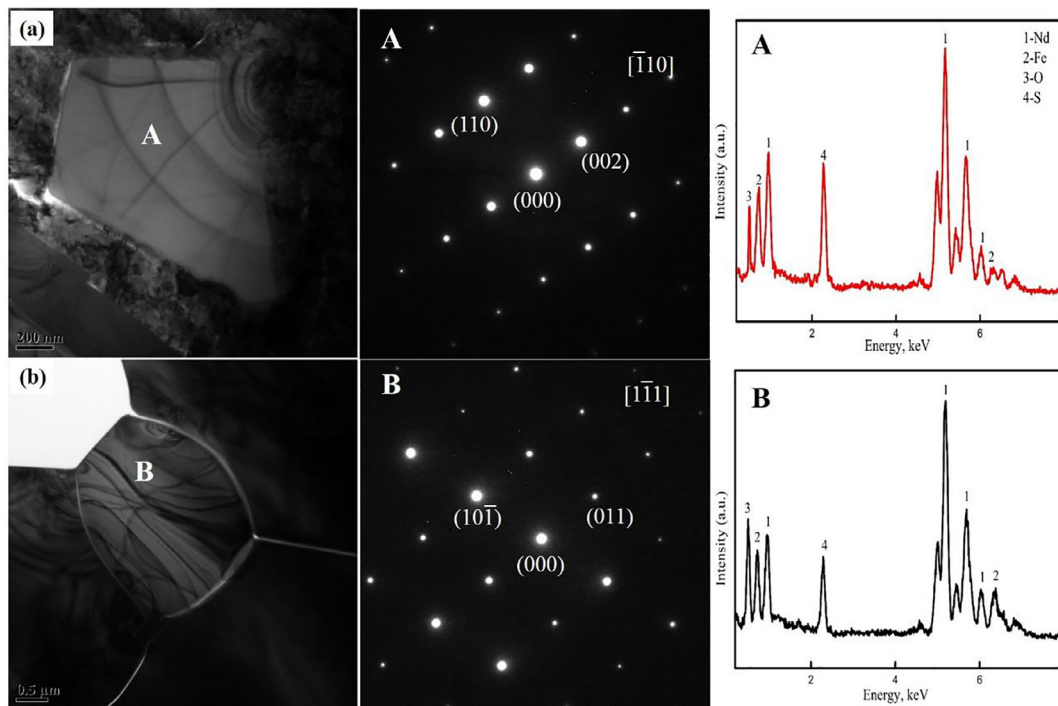 (a)
A
200 nm
A
[1̅10]
(110)
(002)
(000)
A
1-Nd
2-Fe
3-O
4-S
Intensity (a.u.)
3
2
1
4
1
1
1
2
2
4
6
Energy, keV
(b)
B
0.5 μm
B
[11̅1]
(101̅)
(011)
(000)
B
Intensity (a.u.)
3
2
1
4
1
1
1
2
2
4
6
Energy, keV